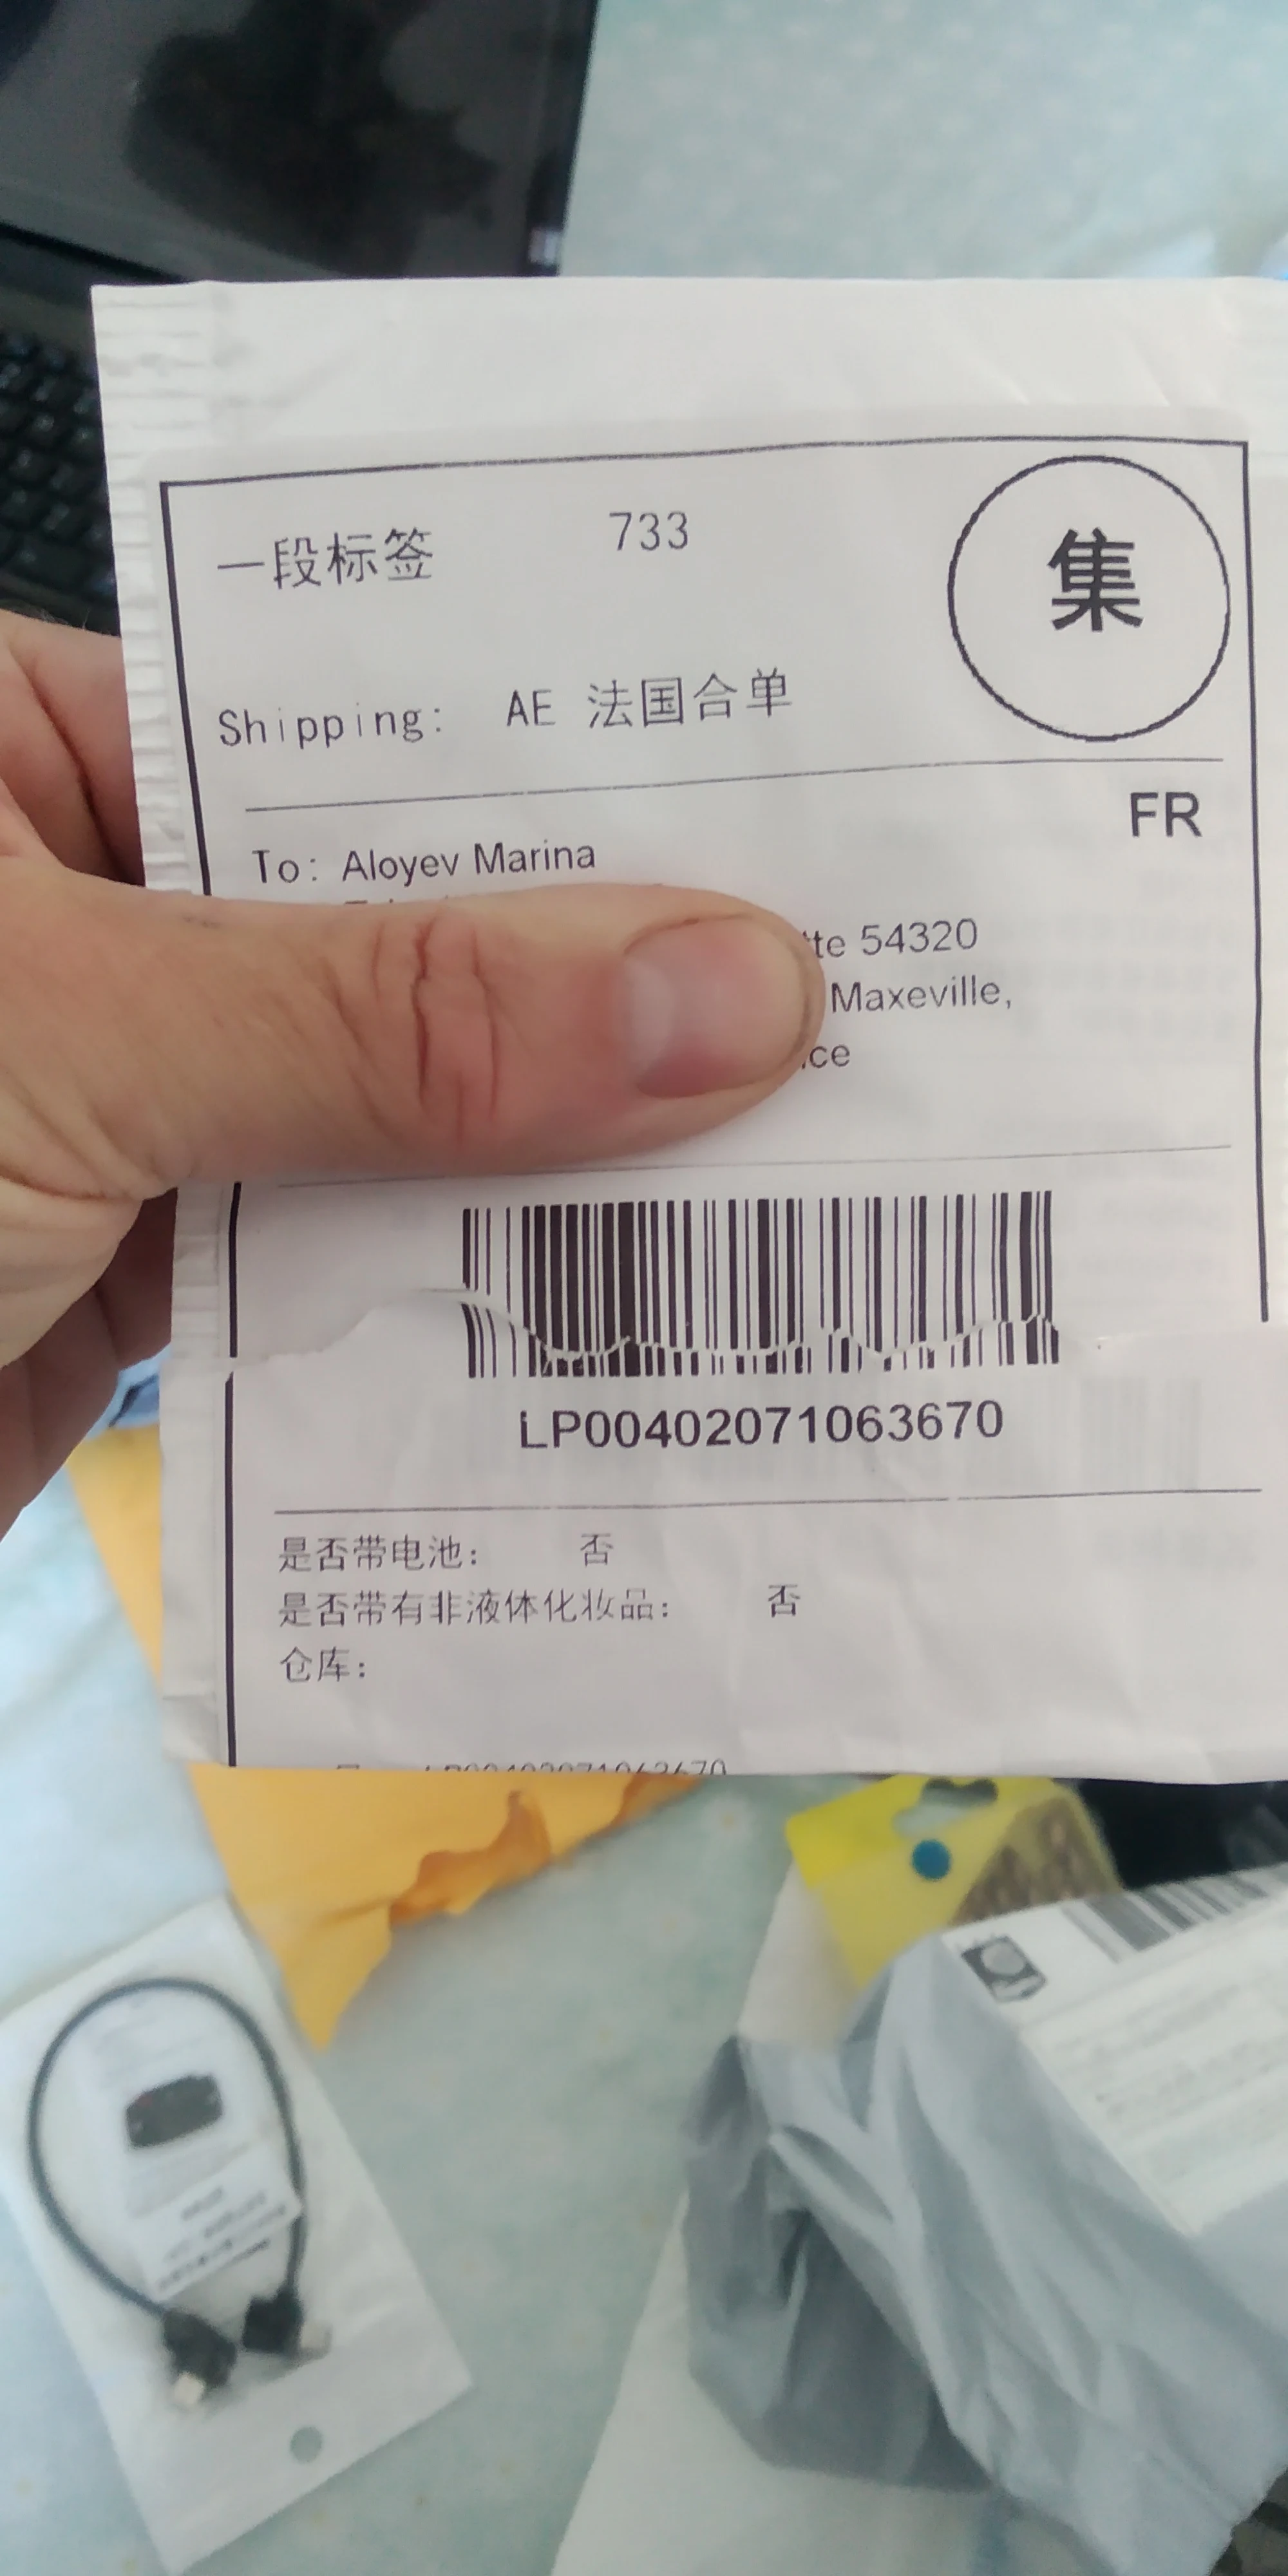 一段标签 733
集
Shipping: AE 法国合单
FR
To: Aloyev Marina
54320
Maxeville,
LP00402071063670
是否带电池: 否
是否带有非液体化妆品: 否
仓库: